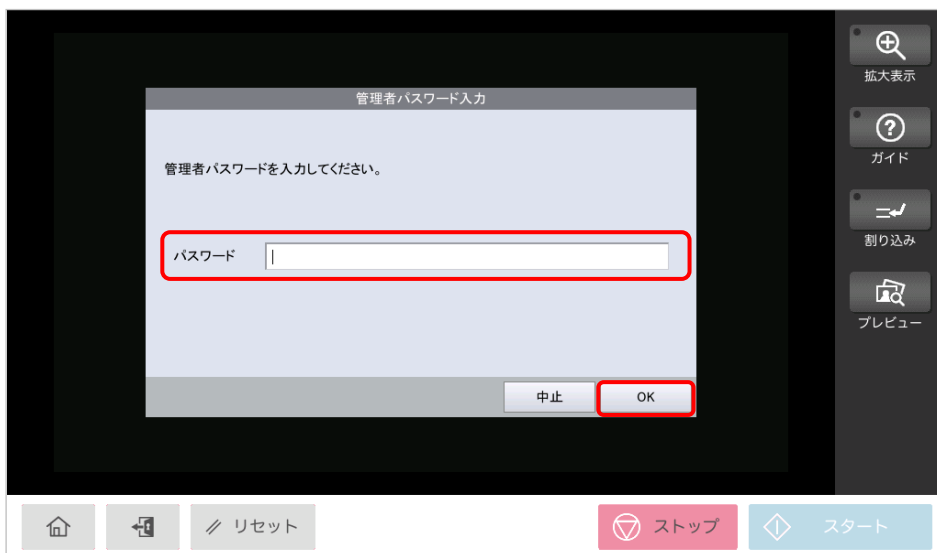 拡大表示
管理者パスワード入力
ガイド
管理者パスワードを入力してください。
割り込み
パスワード
プレビュー
中止
OK
リセット
ストップ
スタート